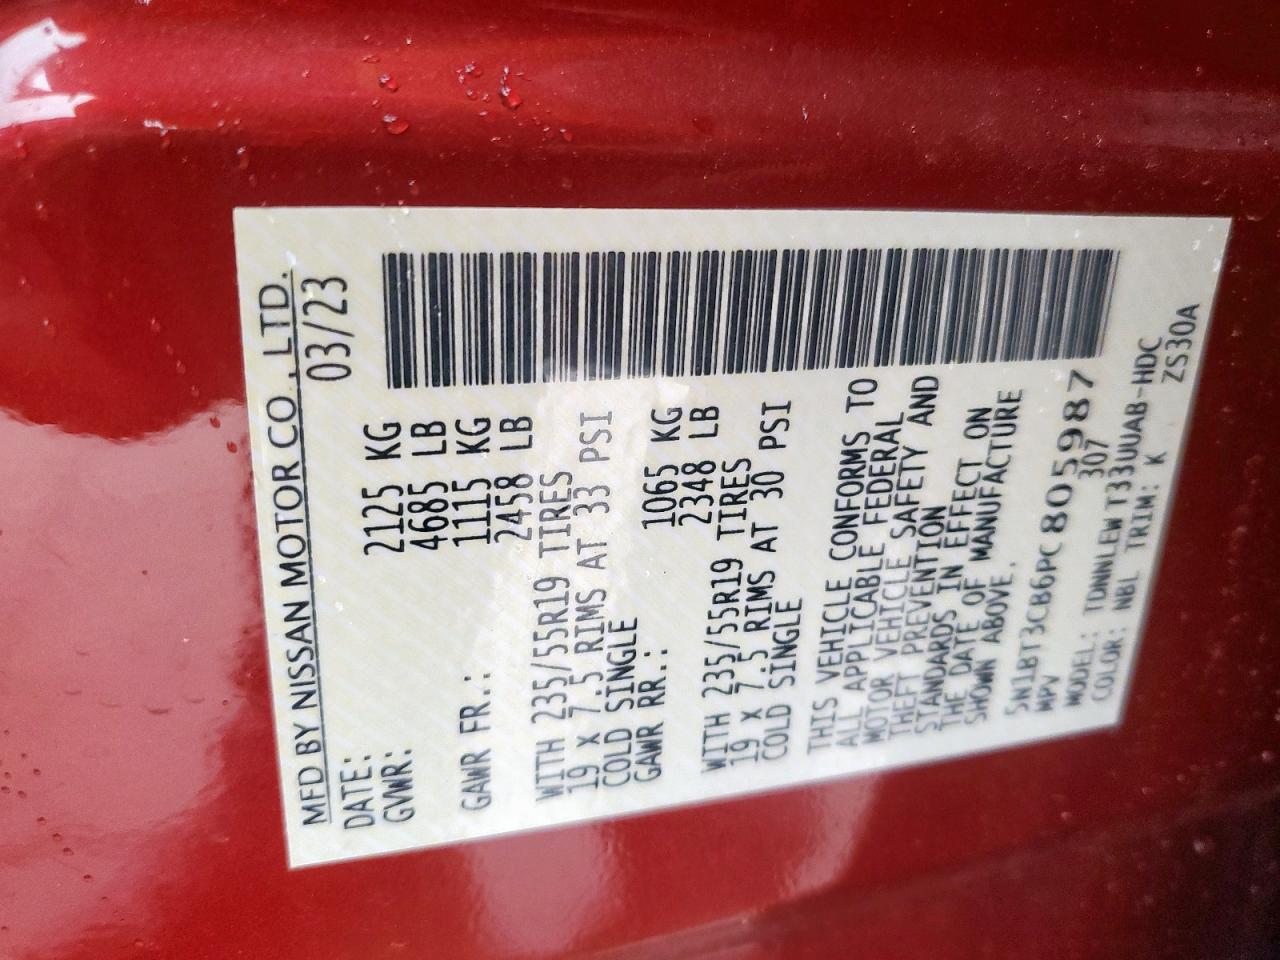 MFD BY NISSAN MOTOR CO., LTD.
DATE: 03/23
GVWR: 2125 KG
4685 LB
GAWR FR.: 1115 KG
2458 LB
WITH 235/55R19 TIRES
19 X 7.5 RIMS AT 33 PSI
COLD SINGLE
GAWR RR.: 1065 KG
2348 LB
WITH 235/55R19 TIRES
19 X 7.5 RIMS AT 30 PSI
COLD SINGLE
THIS VEHICLE CONFORMS TO
ALL APPLICABLE FEDERAL
MOTOR VEHICLE SAFETY AND
THEFT PREVENTION
STANDARDS IN EFFECT ON
THE DATE OF MANUFACTURE
SHOWN ABOVE.
5N1BT3CB6PC805987
MPV 307
MODEL: TDNNLEWT33UUAB-HDC
COLOR: NBL TRIM: K ZS30A